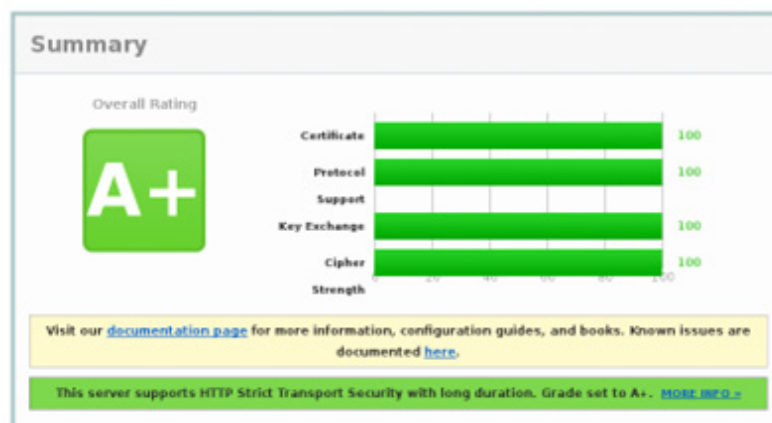 Summary
Overall Rating
A+
Certificate 100
Protocol 100
Support
Key Exchange 100
Cipher 100
Strength
0 20 40 60 80 100
Visit our documentation page for more information, configuration guides, and books. Known issues are
documented here.
This server supports HTTP Strict Transport Security with long duration. Grade set to A+. MORE INFO »